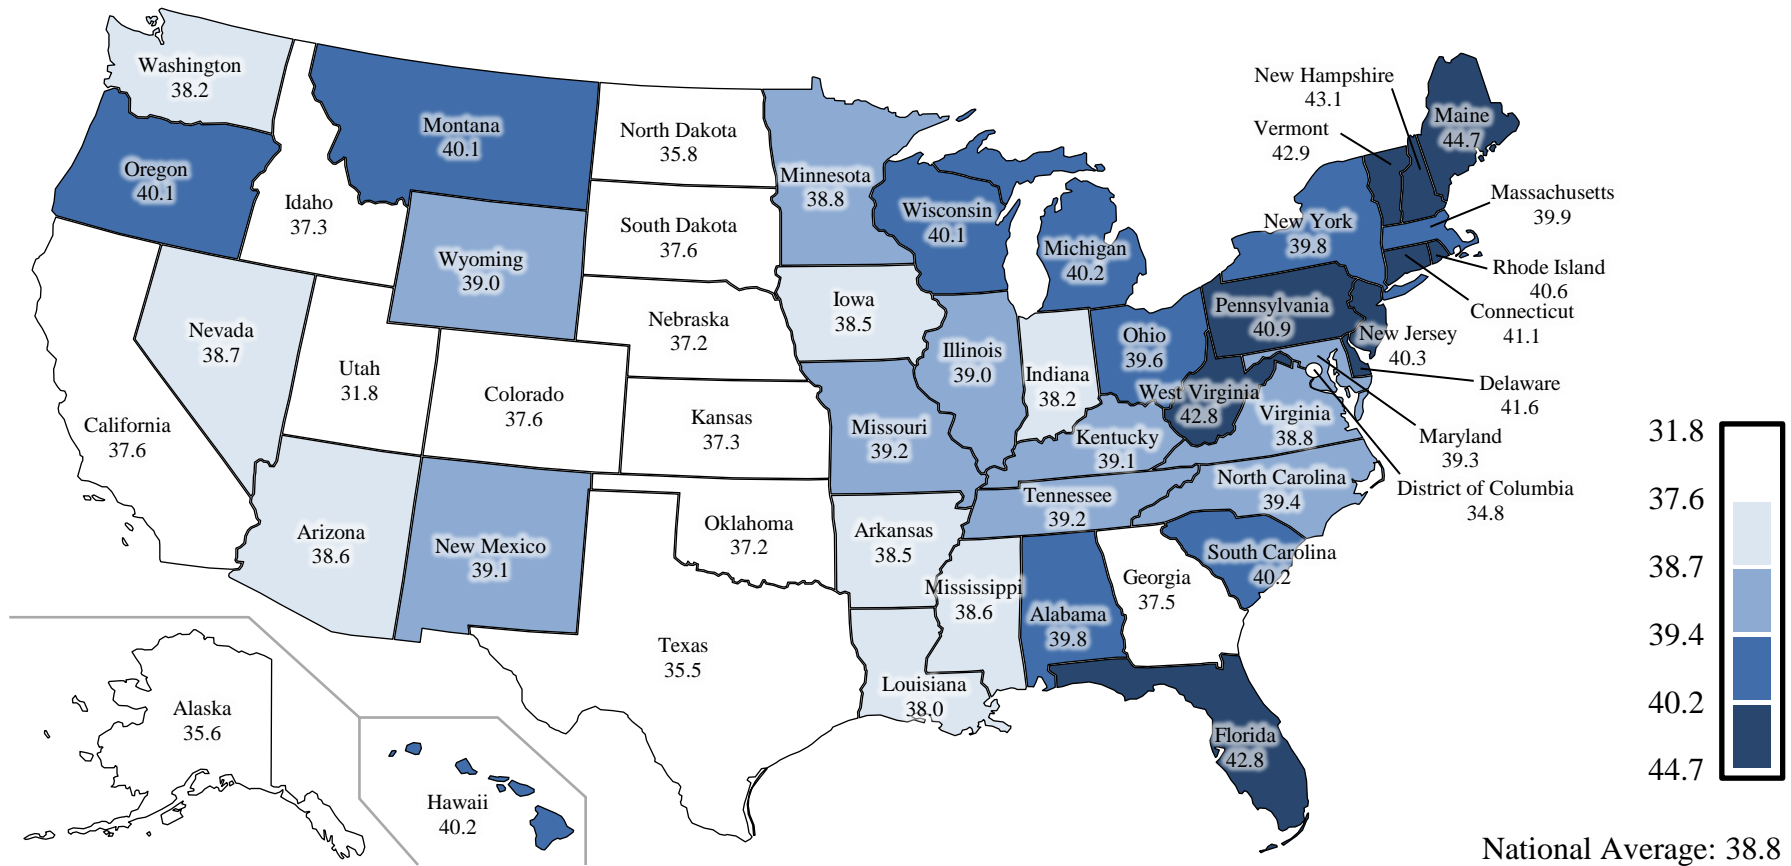 Washington
38.2
Oregon
40.1
Montana
40.1
Idaho
37.3
Wyoming
39.0
North Dakota
35.8
South Dakota
37.6
Minnesota
38.8
Wisconsin
40.1
Michigan
40.2
New Hampshire
43.1
Vermont
42.9
Maine
44.7
Massachusetts
39.9
New York
39.8
Rhode Island
40.6
Connecticut
41.1
Pennsylvania
40.9
New Jersey
40.3
Delaware
41.6
Maryland
39.3
District of Columbia
34.8
Nevada
38.7
Utah
31.8
Colorado
37.6
California
37.6
Nebraska
37.2
Kansas
37.3
Iowa
38.5
Illinois
39.0
Indiana
38.2
Ohio
39.6
West Virginia
42.8
Virginia
38.8
Kentucky
39.1
Missouri
39.2
Tennessee
39.2
North Carolina
39.4
South Carolina
40.2
Arizona
38.6
New Mexico
39.1
Oklahoma
37.2
Arkansas
38.5
Mississippi
38.6
Alabama
39.8
Georgia
37.5
Texas
35.5
Louisiana
38.0
Florida
42.8
Alaska
35.6
Hawaii
40.2
31.8
37.6
38.7
39.4
40.2
44.7
National Average: 38.8